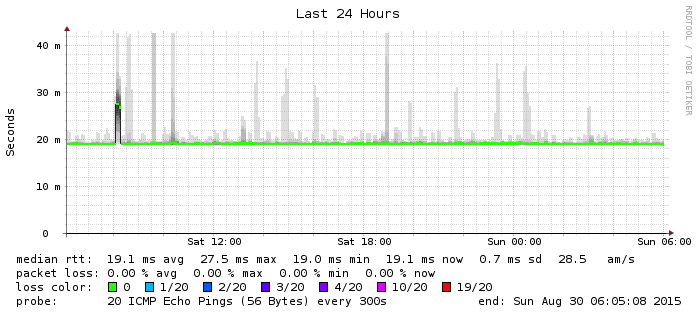 Last 24 Hours
RRDTOOL / TOBI OETIKER
Seconds
40 m
30 m
20 m
10 m
0
Sat 12:00 Sat 18:00 Sun 00:00 Sun 06:00
median rtt: 19.1 ms avg 27.5 ms max 19.0 ms min 19.1 ms now 0.7 ms sd 28.5 am/s
packet loss: 0.00 % avg 0.00 % max 0.00 % min 0.00 % now
loss color: 0 1/20 2/20 3/20 4/20 10/20 19/20
probe: 20 ICMP Echo Pings (56 Bytes) every 300s end: Sun Aug 30 06:05:08 2015